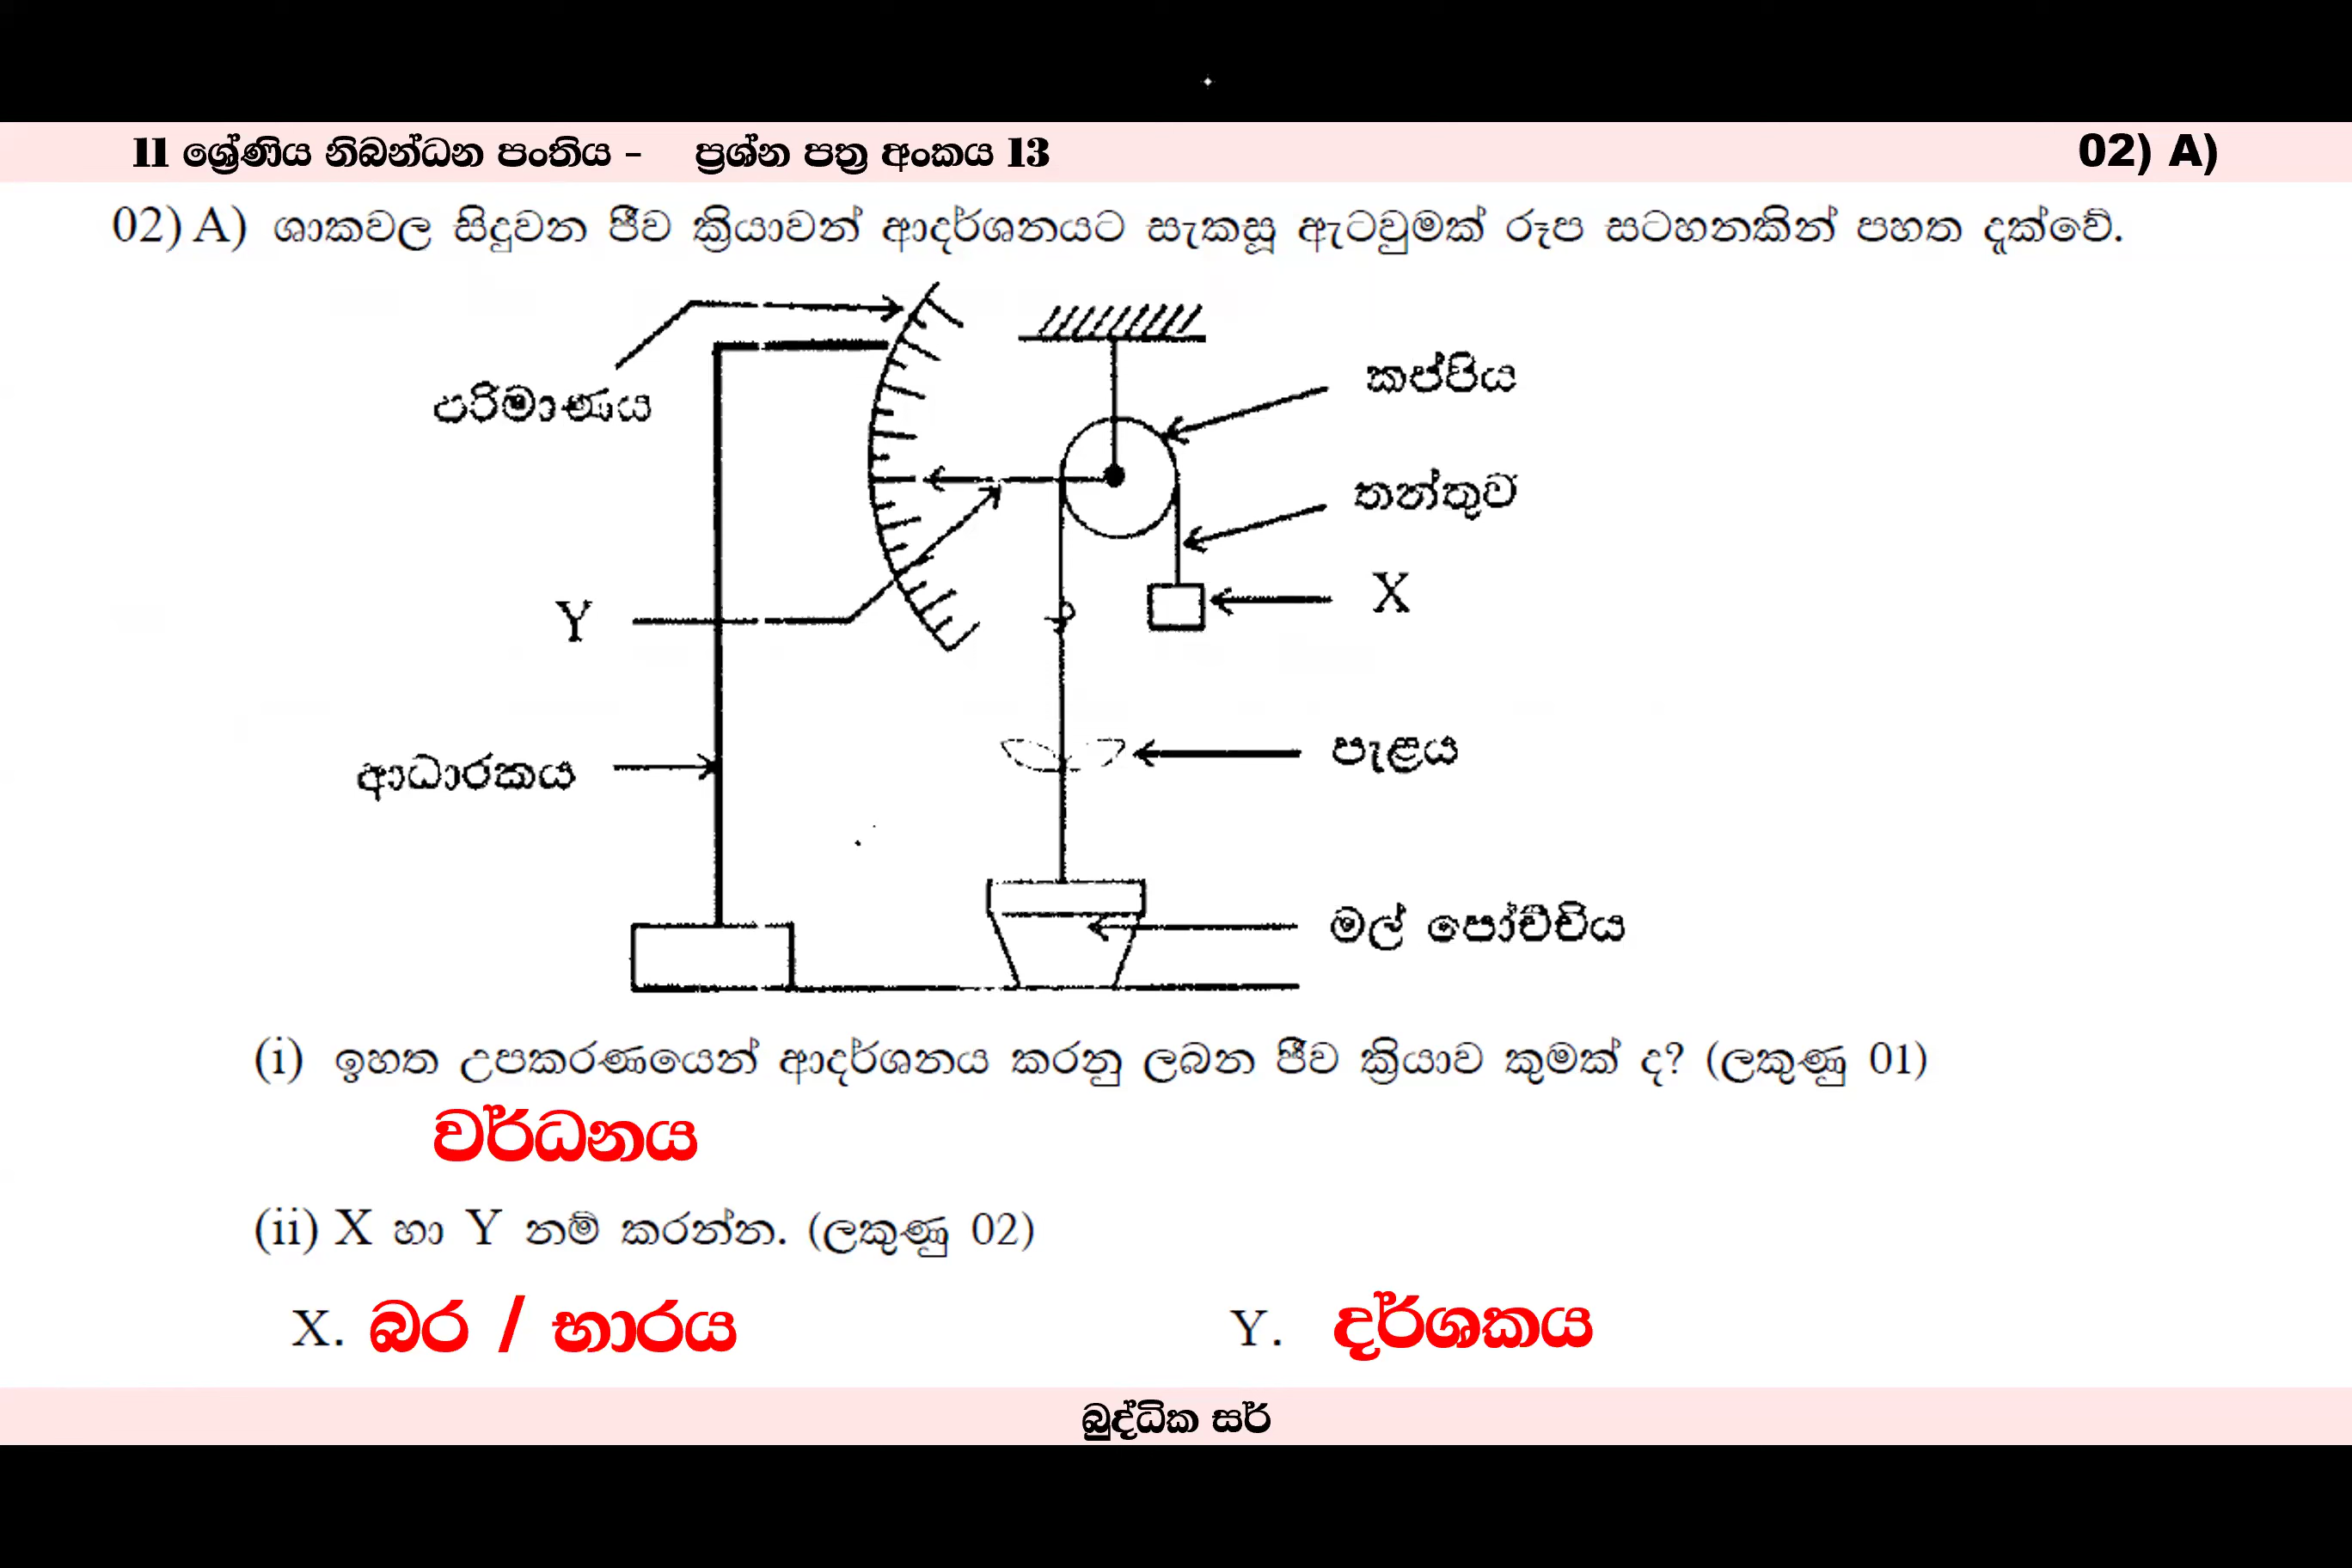 11 ශ්‍රේණිය නිබන්ධන පංතිය - ප්‍රශ්න පත්‍ර අංකය 13 02) A)
02) A) ශාකවල සිදුවන ජීව ක්‍රියාවන් ආදර්ශනයට සැකසූ ඇටවුමක් රූප සටහනකින් පහත දැක්වේ.
පරිමාණය
කප්පිය
තන්තුව
X
Y
පැළය
ආධාරකය
මල් පෝච්චිය
(i) ඉහත උපකරණයෙන් ආදර්ශනය කරනු ලබන ජීව ක්‍රියාව කුමක් ද? (ලකුණු 01)
වර්ධනය
(ii) X හා Y නම් කරන්න. (ලකුණු 02)
X. බර / භාරය Y. දර්ශකය
බුද්ධික සර්